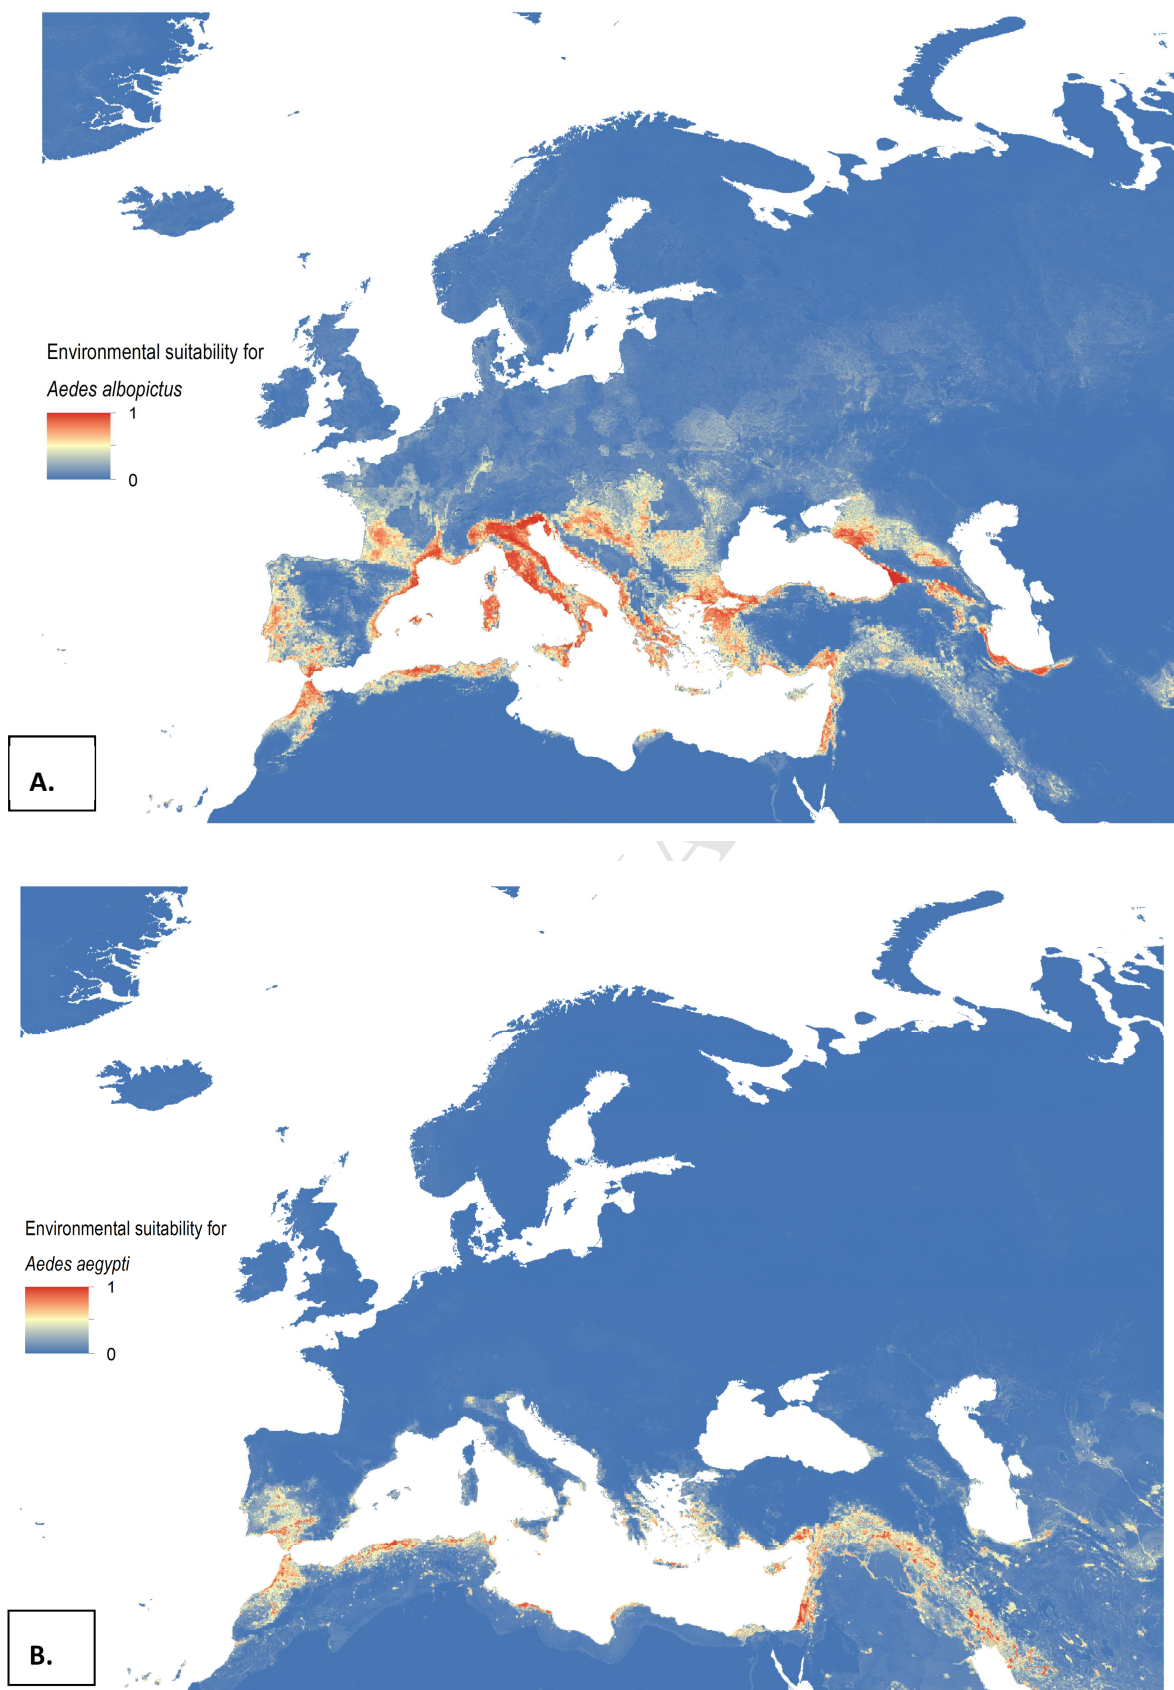 Environmental suitability for
Aedes albopictus
1
0
A.
Environmental suitability for
Aedes aegypti
1
0
B.